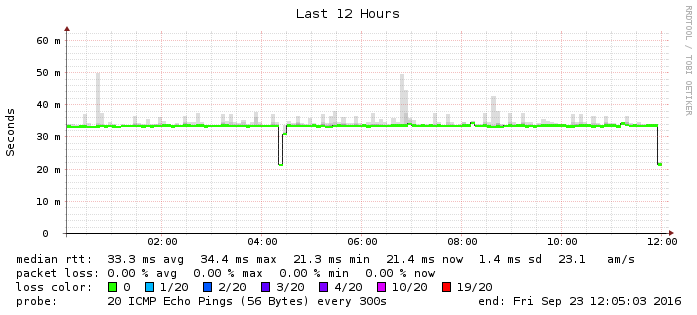 Last 12 Hours
RRDTOOL / TOBI OETIKER
Seconds
60 m
50 m
40 m
30 m
20 m
10 m
0
02:00 04:00 06:00 08:00 10:00 12:00
median rtt: 33.3 ms avg 34.4 ms max 21.3 ms min 21.4 ms now 1.4 ms sd 23.1 am/s
packet loss: 0.00 % avg 0.00 % max 0.00 % min 0.00 % now
loss color: 0 1/20 2/20 3/20 4/20 10/20 19/20
probe: 20 ICMP Echo Pings (56 Bytes) every 300s end: Fri Sep 23 12:05:03 2016